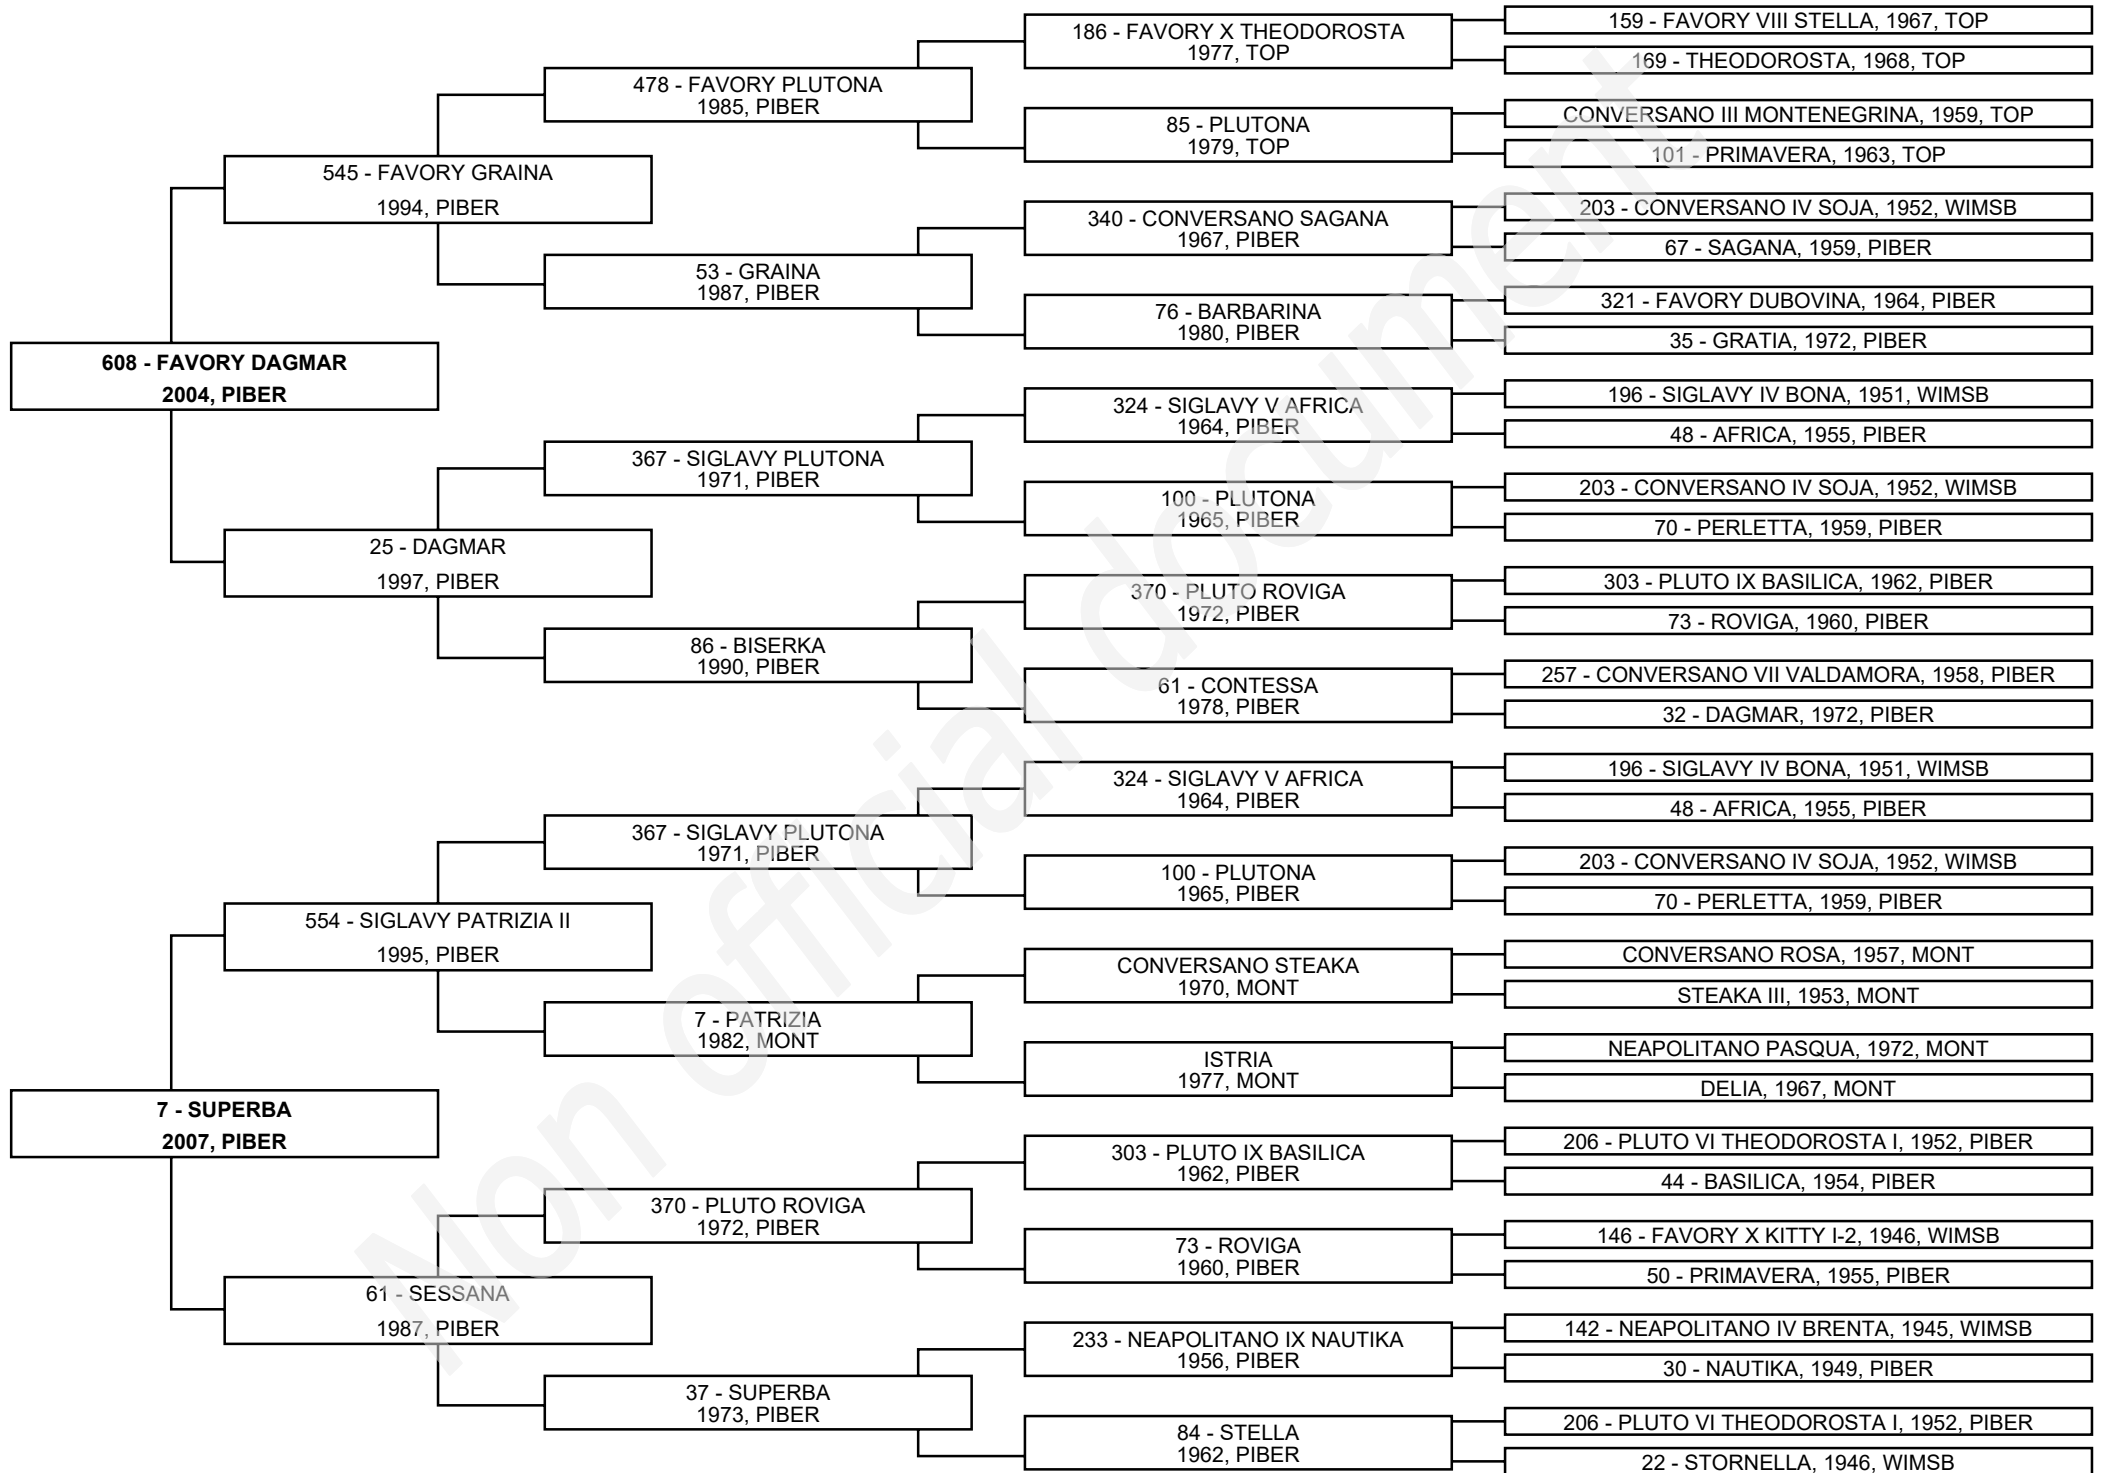 159 - FAVORY VIII STELLA, 1967, TOP
186 - FAVORY X THEODOROSTA
1977, TOP
169 - THEODOROSTA, 1968, TOP
478 - FAVORY PLUTONA
1985, PIBER
CONVERSANO III MONTENEGRINA, 1959, TOP
85 - PLUTONA
1979, TOP
101 - PRIMAVERA, 1963, TOP
545 - FAVORY GRAINA
1994, PIBER
203 - CONVERSANO IV SOJA, 1952, WIMSB
340 - CONVERSANO SAGANA
1967, PIBER
67 - SAGANA, 1959, PIBER
53 - GRAINA
1987, PIBER
321 - FAVORY DUBOVINA, 1964, PIBER
76 - BARBARINA
1980, PIBER
35 - GRATIA, 1972, PIBER
608 - FAVORY DAGMAR
2004, PIBER
196 - SIGLAVY IV BONA, 1951, WIMSB
324 - SIGLAVY V AFRICA
1964, PIBER
48 - AFRICA, 1955, PIBER
367 - SIGLAVY PLUTONA
1971, PIBER
203 - CONVERSANO IV SOJA, 1952, WIMSB
100 - PLUTONA
1965, PIBER
70 - PERLETTA, 1959, PIBER
25 - DAGMAR
1997, PIBER
303 - PLUTO IX BASILICA, 1962, PIBER
370 - PLUTO ROVIGA
1972, PIBER
73 - ROVIGA, 1960, PIBER
86 - BISERKA
1990, PIBER
257 - CONVERSANO VII VALDAMORA, 1958, PIBER
61 - CONTESSA
1978, PIBER
32 - DAGMAR, 1972, PIBER
196 - SIGLAVY IV BONA, 1951, WIMSB
324 - SIGLAVY V AFRICA
1964, PIBER
48 - AFRICA, 1955, PIBER
367 - SIGLAVY PLUTONA
1971, PIBER
203 - CONVERSANO IV SOJA, 1952, WIMSB
100 - PLUTONA
1965, PIBER
70 - PERLETTA, 1959, PIBER
554 - SIGLAVY PATRIZIA II
1995, PIBER
CONVERSANO ROSA, 1957, MONT
CONVERSANO STEAKA
1970, MONT
STEAKA III, 1953, MONT
7 - PATRIZIA
1982, MONT
NEAPOLITANO PASQUA, 1972, MONT
ISTRIA
1977, MONT
DELIA, 1967, MONT
7 - SUPERBA
2007, PIBER
206 - PLUTO VI THEODOROSTA I, 1952, PIBER
303 - PLUTO IX BASILICA
1962, PIBER
44 - BASILICA, 1954, PIBER
370 - PLUTO ROVIGA
1972, PIBER
146 - FAVORY X KITTY I-2, 1946, WIMSB
73 - ROVIGA
1960, PIBER
50 - PRIMAVERA, 1955, PIBER
61 - SESSANA
1987, PIBER
142 - NEAPOLITANO IV BRENTA, 1945, WIMSB
233 - NEAPOLITANO IX NAUTIKA
1956, PIBER
30 - NAUTIKA, 1949, PIBER
37 - SUPERBA
1973, PIBER
206 - PLUTO VI THEODOROSTA I, 1952, PIBER
84 - STELLA
1962, PIBER
22 - STORNELLA, 1946, WIMSB
Non official document